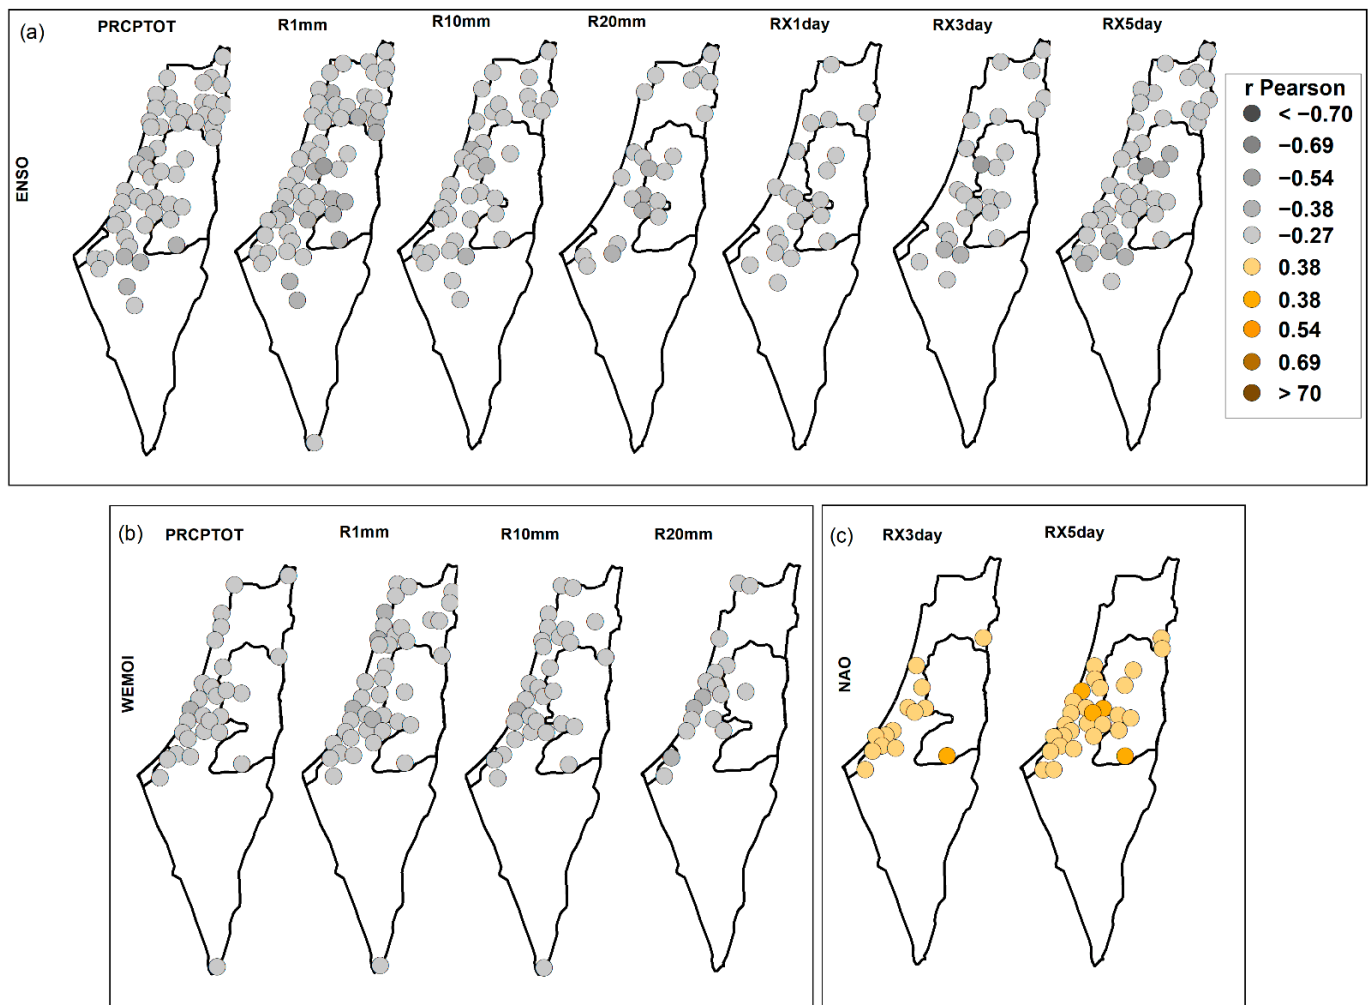 (a)
PRCPTOT R1mm R10mm R20mm RX1day RX3day RX5day
ENSO
r Pearson
< −0.70
−0.69
−0.54
−0.38
−0.27
0.38
0.38
0.54
0.69
> 70
(b)
PRCPTOT R1mm R10mm R20mm
WEMOI
(c)
RX3day RX5day
NAO